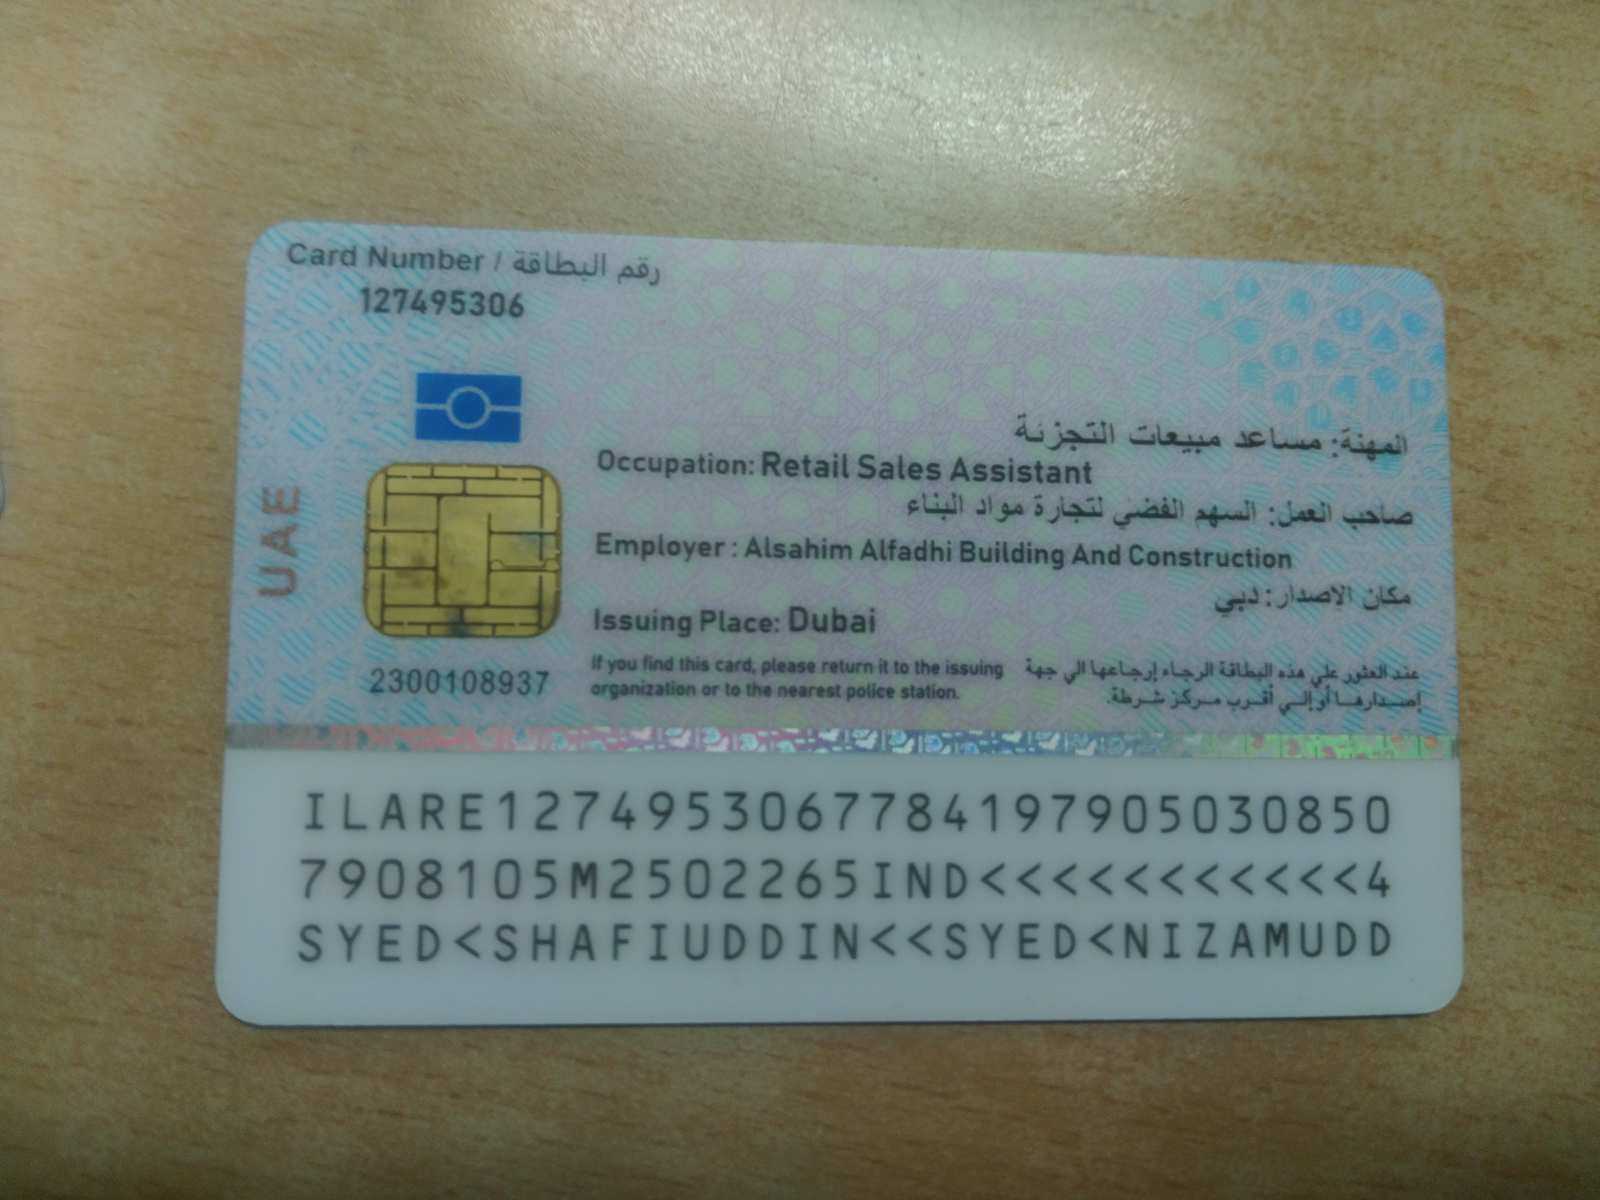 Card Number / رقم البطاقة
127495306
المهنة: مساعد مبيعات التجزئة
Occupation: Retail Sales Assistant
صاحب العمل: السهم الفضي لتجارة مواد البناء
Employer : Alsahim Alfadhi Building And Construction
مكان الاصدار: دبي
Issuing Place: Dubai
UAE
2300108937
If you find this card, please return it to the issuing
organization or to the nearest police station.
عند العثور علي هذه البطاقة الرجاء إرجاعها الي جهة
إصدارها أو إلي أقرب مركز شرطة.
ILARE1274953067784197905030850
7908105M2502265IND<<<<<<<<<<<4
SYED<SHAFIUDDIN<<SYED<NIZAMUDD